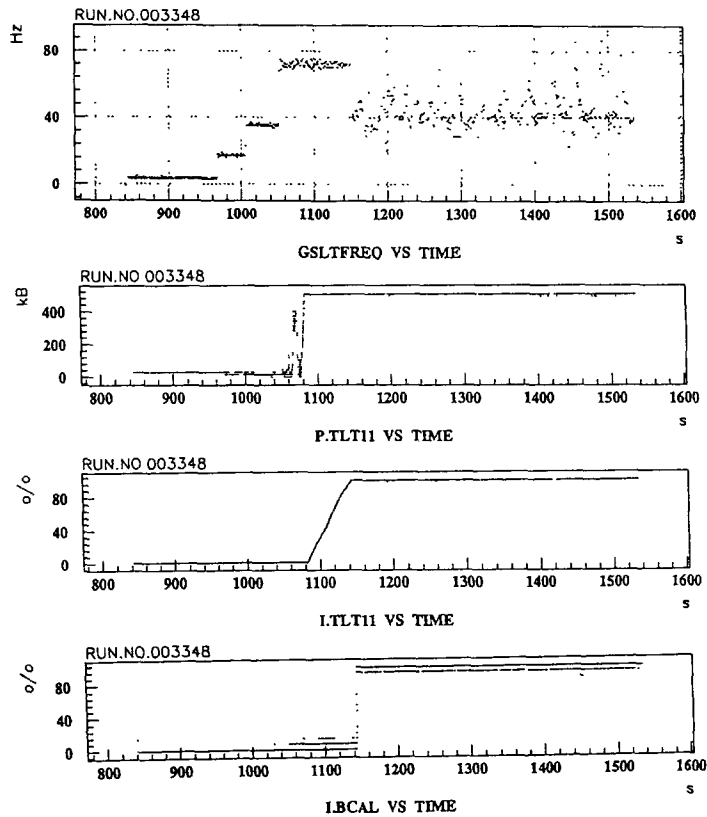 RUN.NO.003348
Hz
80
40
0
800 900 1000 1100 1200 1300 1400 1500 1600
s
GSLTFREQ VS TIME
RUN.NO 003348
kB
400
200
0
800 900 1000 1100 1200 1300 1400 1500 1600
s
P.TLT11 VS TIME
RUN.NO 003348
o/o
80
40
0
800 900 1000 1100 1200 1300 1400 1500 1600
s
I.TLT11 VS TIME
RUN.NO.003348
o/o
80
40
0
800 900 1000 1100 1200 1300 1400 1500 1600
s
I.BCAL VS TIME